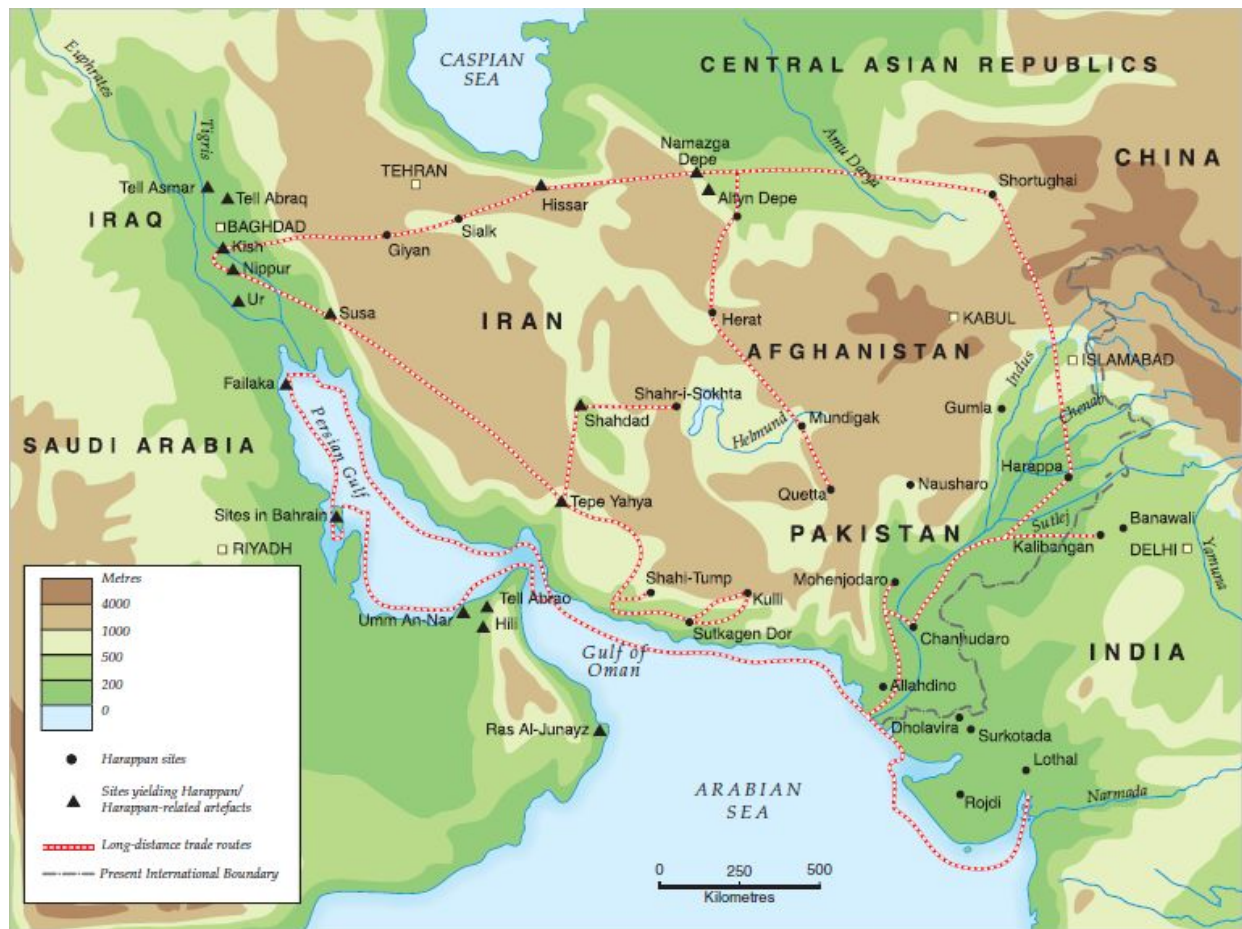 CASPIAN
SEA
CENTRAL ASIAN REPUBLICS
CHINA
Euphrates
Tigris
Amu Darga
TEHRAN
Namazga
Depe
Altyn Depe
Shortughai
Tell Asmar
Tell Abraq
IRAQ
BAGHDAD
Hissar
Sialk
Giyan
Kish
Nippur
Ur
Susa
IRAN
Herat
AFGHANISTAN
KABUL
ISLAMABAD
Indus
Chenab
Gumla
Failaka
Persian Gulf
Shahr-i-Sokhta
Shahdad
Helmund
Mundigak
SAUDI ARABIA
Harappa
Quetta
Nausharo
Tepe Yahya
Sites in Bahrain
RIYADH
PAKISTAN
Sutlej
Banawali
Kalibangan
DELHI
Yamuna
Mohenjodaro
Shahi-Tump
Kulli
Tell Abrao
Umm An-Nar
Hili
Sutkagen Dor
Chanhudaro
INDIA
Gulf of
Oman
Allahdino
Ras Al-Junayz
Dholavira
Surkotada
Lothal
Rojdi
Narmada
ARABIAN
SEA
Metres
4000
1000
500
200
0
Harappan sites
Sites yielding Harappan/
Harappan-related artefacts
Long-distance trade routes
Present International Boundary
0 250 500
Kilometres